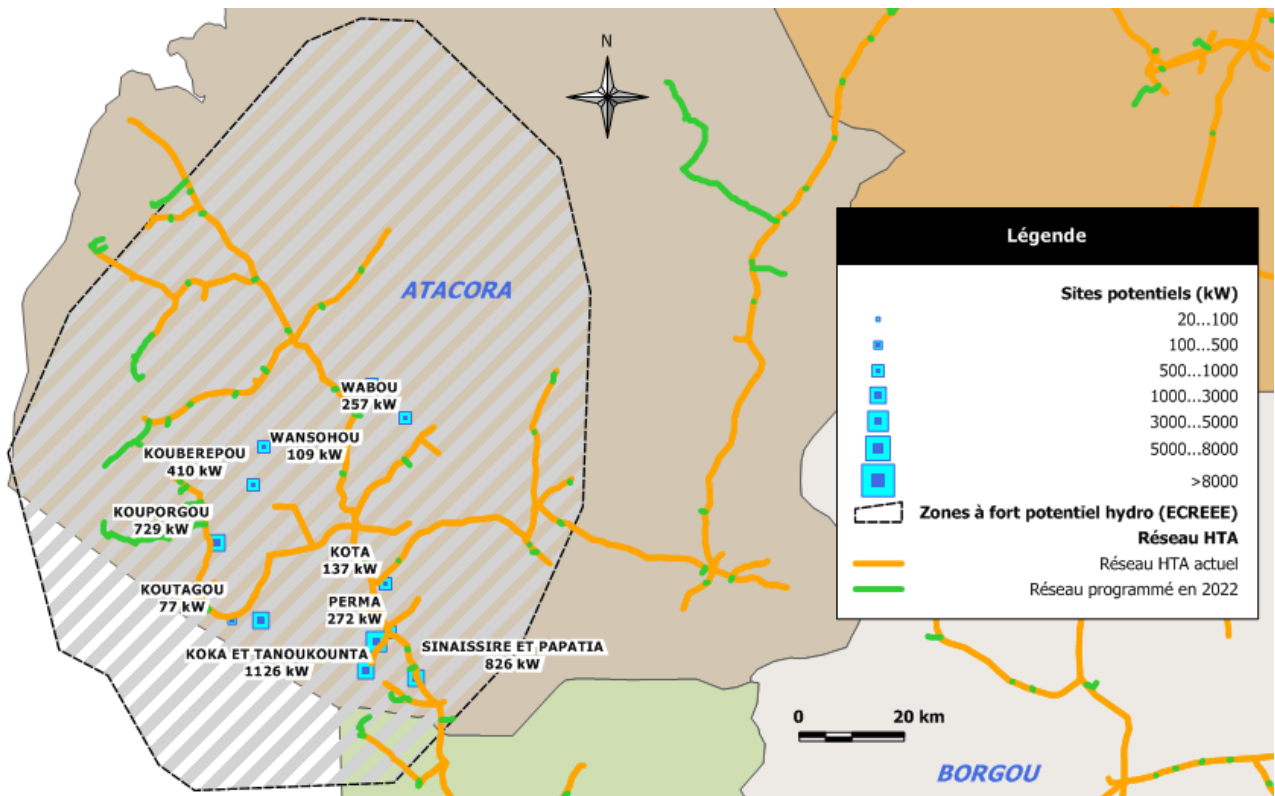 N
ATACORA
WABOU
257 kW
WANSOHOU
109 kW
KOUBEREPOU
410 kW
KOUPORGOU
729 kW
KOTA
137 kW
KOUTAGOU
77 kW
PERMA
272 kW
KOKA ET TANOUKOUNTA
1126 kW
SINAISSIRE ET PAPATIA
826 kW
Légende
Sites potentiels (kW)
20...100
100...500
500...1000
1000...3000
3000...5000
5000...8000
>8000
Zones à fort potentiel hydro (ECREEE)
Réseau HTA
Réseau HTA actuel
Réseau programmé en 2022
0 20 km
BORGOU